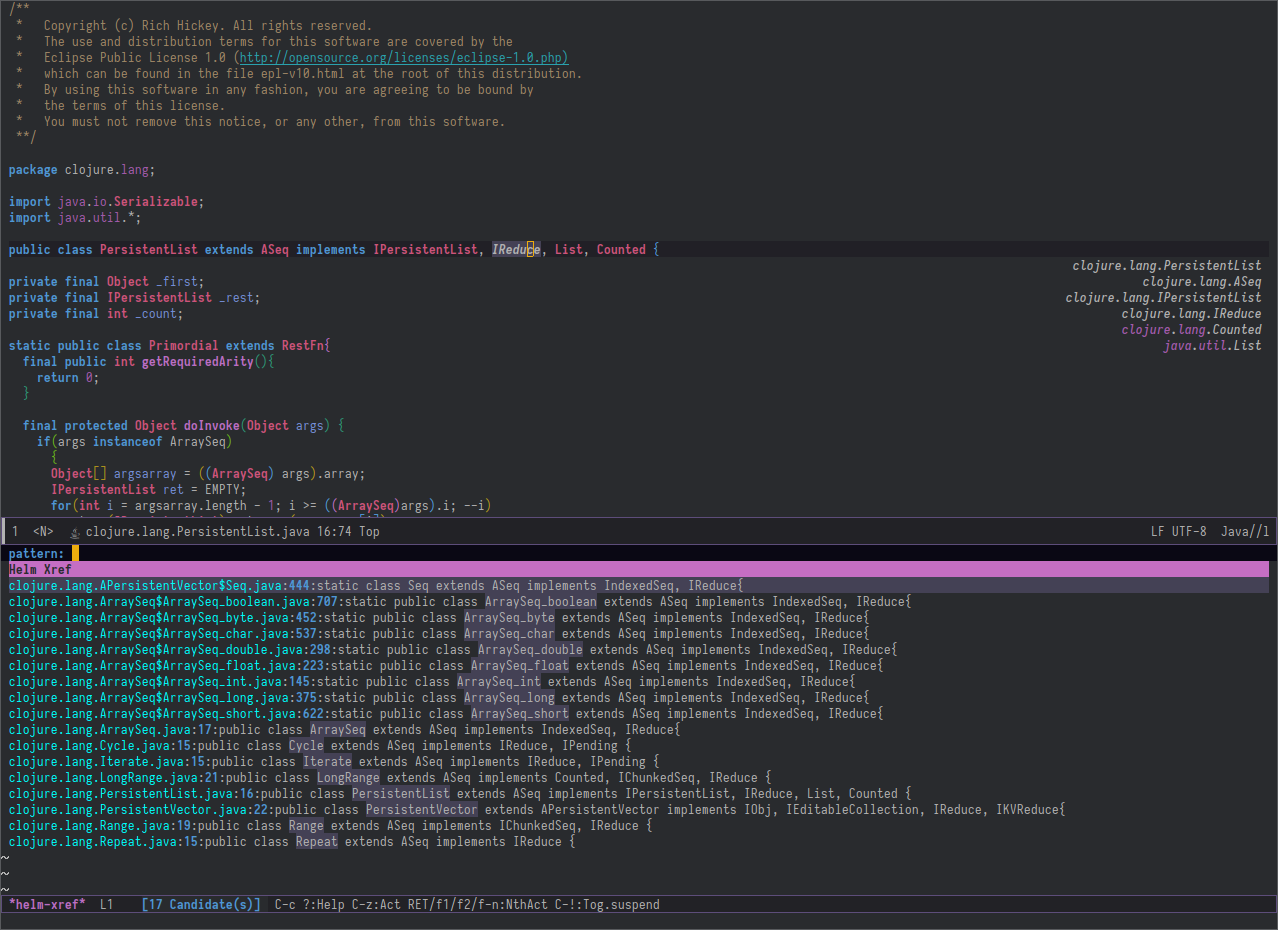 /**
 *   Copyright (c) Rich Hickey. All rights reserved.
 *   The use and distribution terms for this software are covered by the
 *   Eclipse Public License 1.0 (http://opensource.org/licenses/eclipse-1.0.php)
 *   which can be found in the file epl-v10.html at the root of this distribution.
 *   By using this software in any fashion, you are agreeing to be bound by
 *   the terms of this license.
 *   You must not remove this notice, or any other, from this software.
 **/
package clojure.lang;
import java.io.Serializable;
import java.util.*;
public class PersistentList extends ASeq implements IPersistentList, IReduce, List, Counted {
clojure.lang.PersistentList
clojure.lang.ASeq
private final Object _first;
private final IPersistentList _rest;
clojure.lang.IPersistentList
private final int _count;
clojure.lang.IReduce
clojure.lang.Counted
static public class Primordial extends RestFn{
java.util.List
  final public int getRequiredArity(){
    return 0;
  }
  final protected Object doInvoke(Object args) {
    if(args instanceof ArraySeq)
      {
      Object[] argsarray = ((ArraySeq) args).array;
      IPersistentList ret = EMPTY;
      for(int i = argsarray.length - 1; i >= ((ArraySeq)args).i; --i)
1 <N> clojure.lang.PersistentList.java 16:74 Top LF UTF-8 Java//l
pattern:
Helm Xref
clojure.lang.APersistentVector$Seq.java:444:static class Seq extends ASeq implements IndexedSeq, IReduce{
clojure.lang.ArraySeq$ArraySeq_boolean.java:707:static public class ArraySeq_boolean extends ASeq implements IndexedSeq, IReduce{
clojure.lang.ArraySeq$ArraySeq_byte.java:452:static public class ArraySeq_byte extends ASeq implements IndexedSeq, IReduce{
clojure.lang.ArraySeq$ArraySeq_char.java:537:static public class ArraySeq_char extends ASeq implements IndexedSeq, IReduce{
clojure.lang.ArraySeq$ArraySeq_double.java:298:static public class ArraySeq_double extends ASeq implements IndexedSeq, IReduce{
clojure.lang.ArraySeq$ArraySeq_float.java:223:static public class ArraySeq_float extends ASeq implements IndexedSeq, IReduce{
clojure.lang.ArraySeq$ArraySeq_int.java:145:static public class ArraySeq_int extends ASeq implements IndexedSeq, IReduce{
clojure.lang.ArraySeq$ArraySeq_long.java:375:static public class ArraySeq_long extends ASeq implements IndexedSeq, IReduce{
clojure.lang.ArraySeq$ArraySeq_short.java:622:static public class ArraySeq_short extends ASeq implements IndexedSeq, IReduce{
clojure.lang.ArraySeq.java:17:public class ArraySeq extends ASeq implements IndexedSeq, IReduce{
clojure.lang.Cycle.java:15:public class Cycle extends ASeq implements IReduce, IPending {
clojure.lang.Iterate.java:15:public class Iterate extends ASeq implements IReduce, IPending {
clojure.lang.LongRange.java:21:public class LongRange extends ASeq implements Counted, IChunkedSeq, IReduce {
clojure.lang.PersistentList.java:16:public class PersistentList extends ASeq implements IPersistentList, IReduce, List, Counted {
clojure.lang.PersistentVector.java:22:public class PersistentVector extends APersistentVector implements IObj, IEditableCollection, IReduce, IKVReduce{
clojure.lang.Range.java:19:public class Range extends ASeq implements IChunkedSeq, IReduce {
clojure.lang.Repeat.java:15:public class Repeat extends ASeq implements IReduce {
~
~
~
*helm-xref* L1 [17 Candidate(s)] C-c ?:Help C-z:Act RET/f1/f2/f-n:NthAct C-!:Tog.suspend